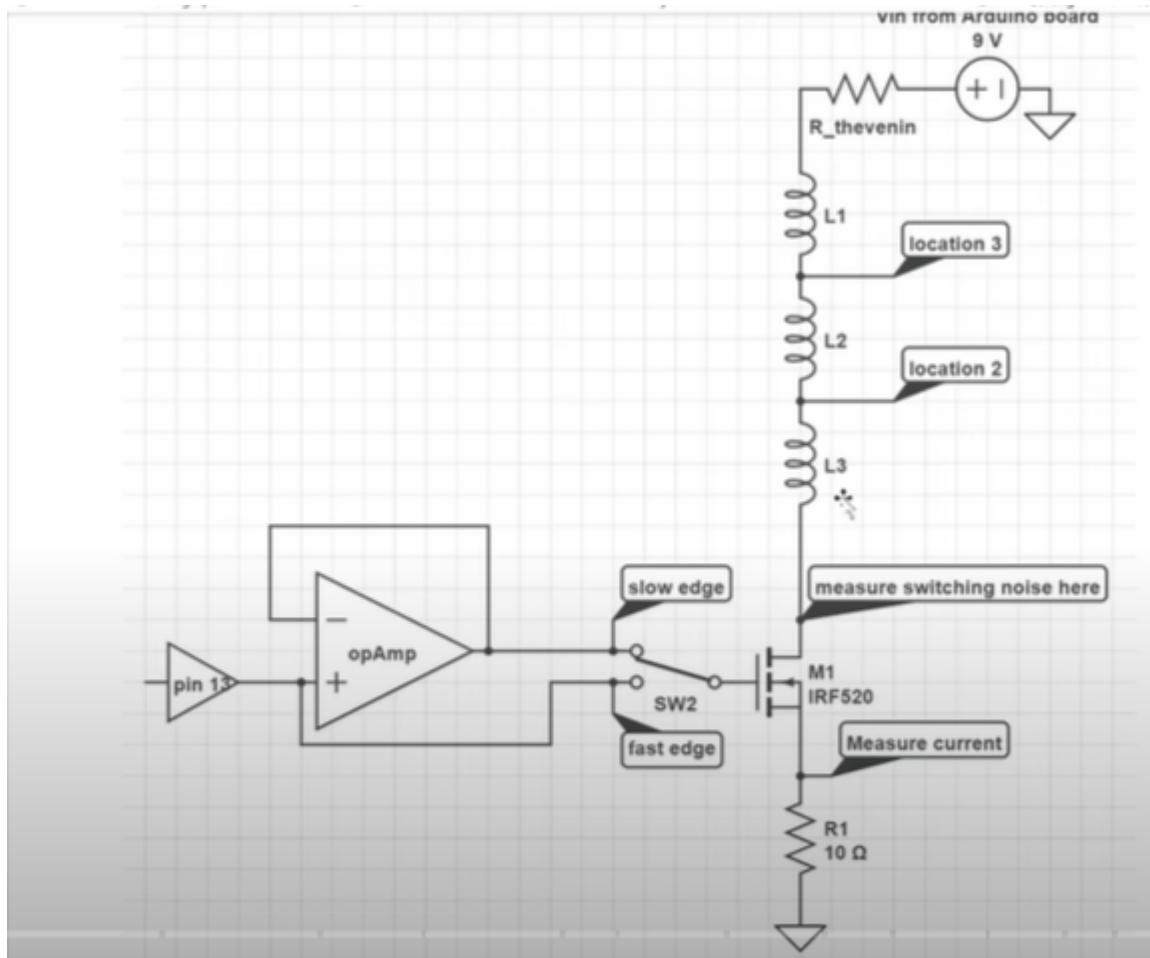 Vin from Arduino board
9 V
R_thevenin
L1
location 3
L2
location 2
L3
slow edge
measure switching noise here
opAmp
pin 13
M1
IRF520
SW2
fast edge
Measure current
R1
10 Ω